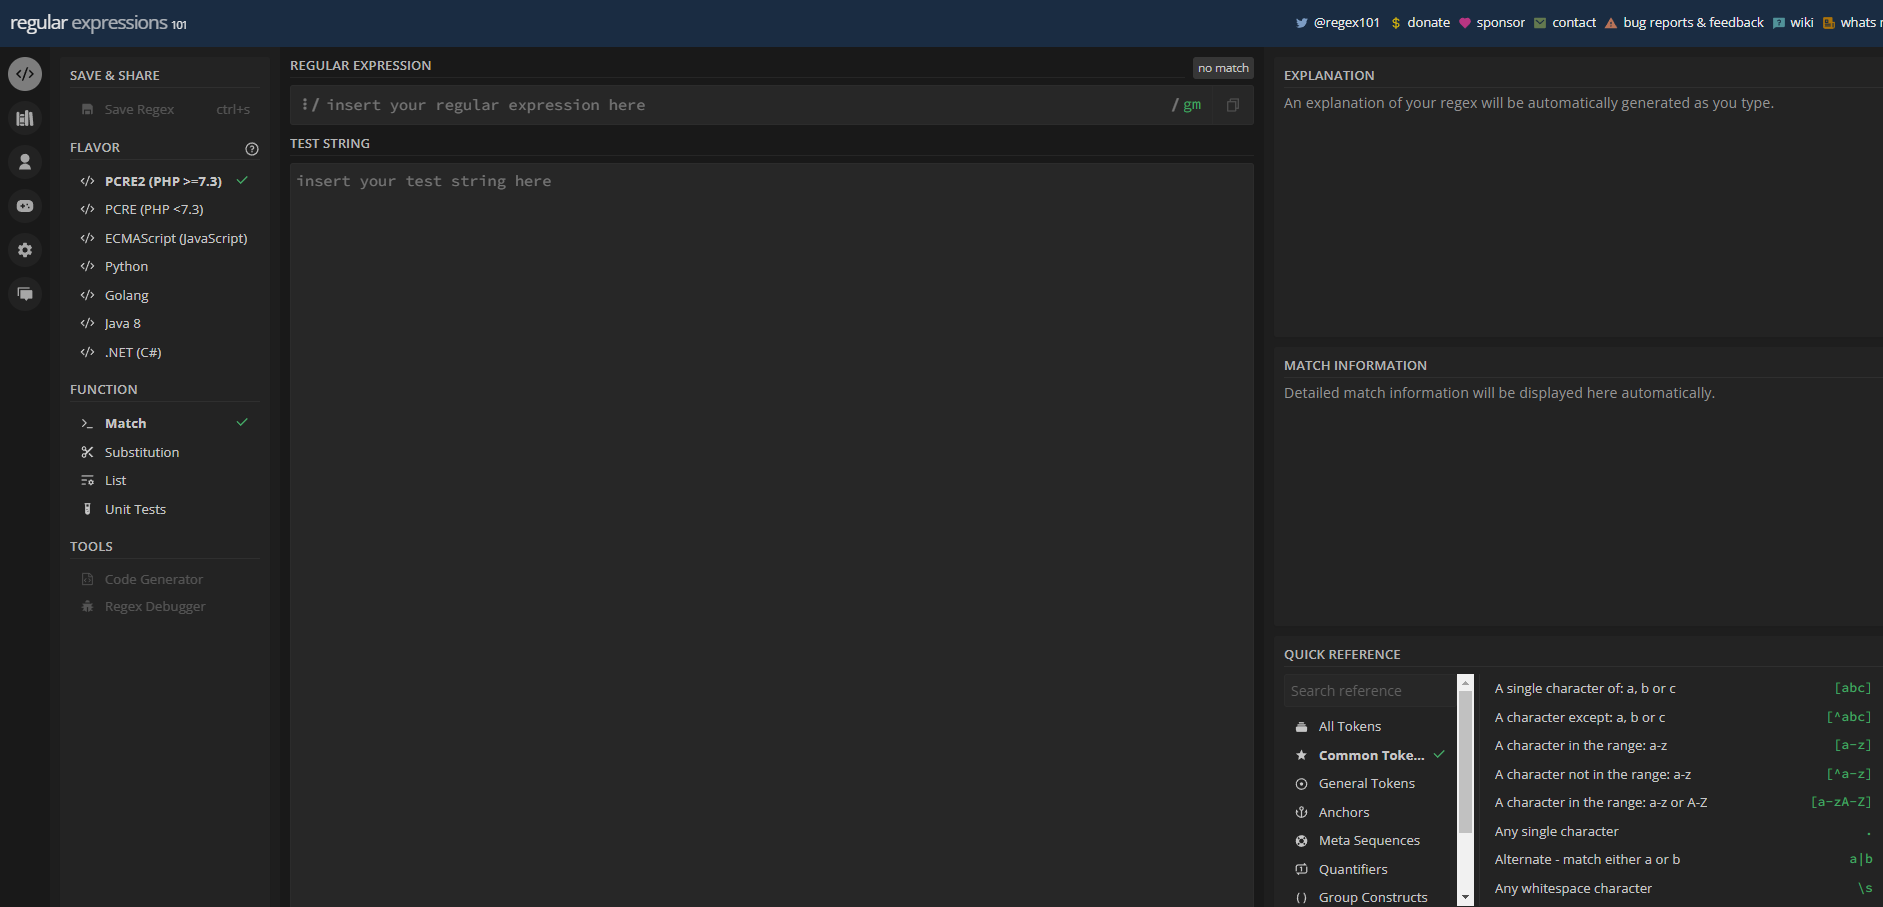 regular expressions 101
@regex101 $ donate sponsor contact bug reports & feedback wiki whats
SAVE & SHARE
Save Regex ctrl+s
FLAVOR
PCRE2 (PHP >=7.3)
PCRE (PHP <7.3)
ECMAScript (JavaScript)
Python
Golang
Java 8
.NET (C#)
FUNCTION
Match
Substitution
List
Unit Tests
TOOLS
Code Generator
Regex Debugger
REGULAR EXPRESSION
no match
/ insert your regular expression here / gm
TEST STRING
insert your test string here
EXPLANATION
An explanation of your regex will be automatically generated as you type.
MATCH INFORMATION
Detailed match information will be displayed here automatically.
QUICK REFERENCE
Search reference
All Tokens
Common Toke...
General Tokens
Anchors
Meta Sequences
Quantifiers
Group Constructs
A single character of: a, b or c [abc]
A character except: a, b or c [^abc]
A character in the range: a-z [a-z]
A character not in the range: a-z [^a-z]
A character in the range: a-z or A-Z [a-zA-Z]
Any single character .
Alternate - match either a or b a|b
Any whitespace character \s